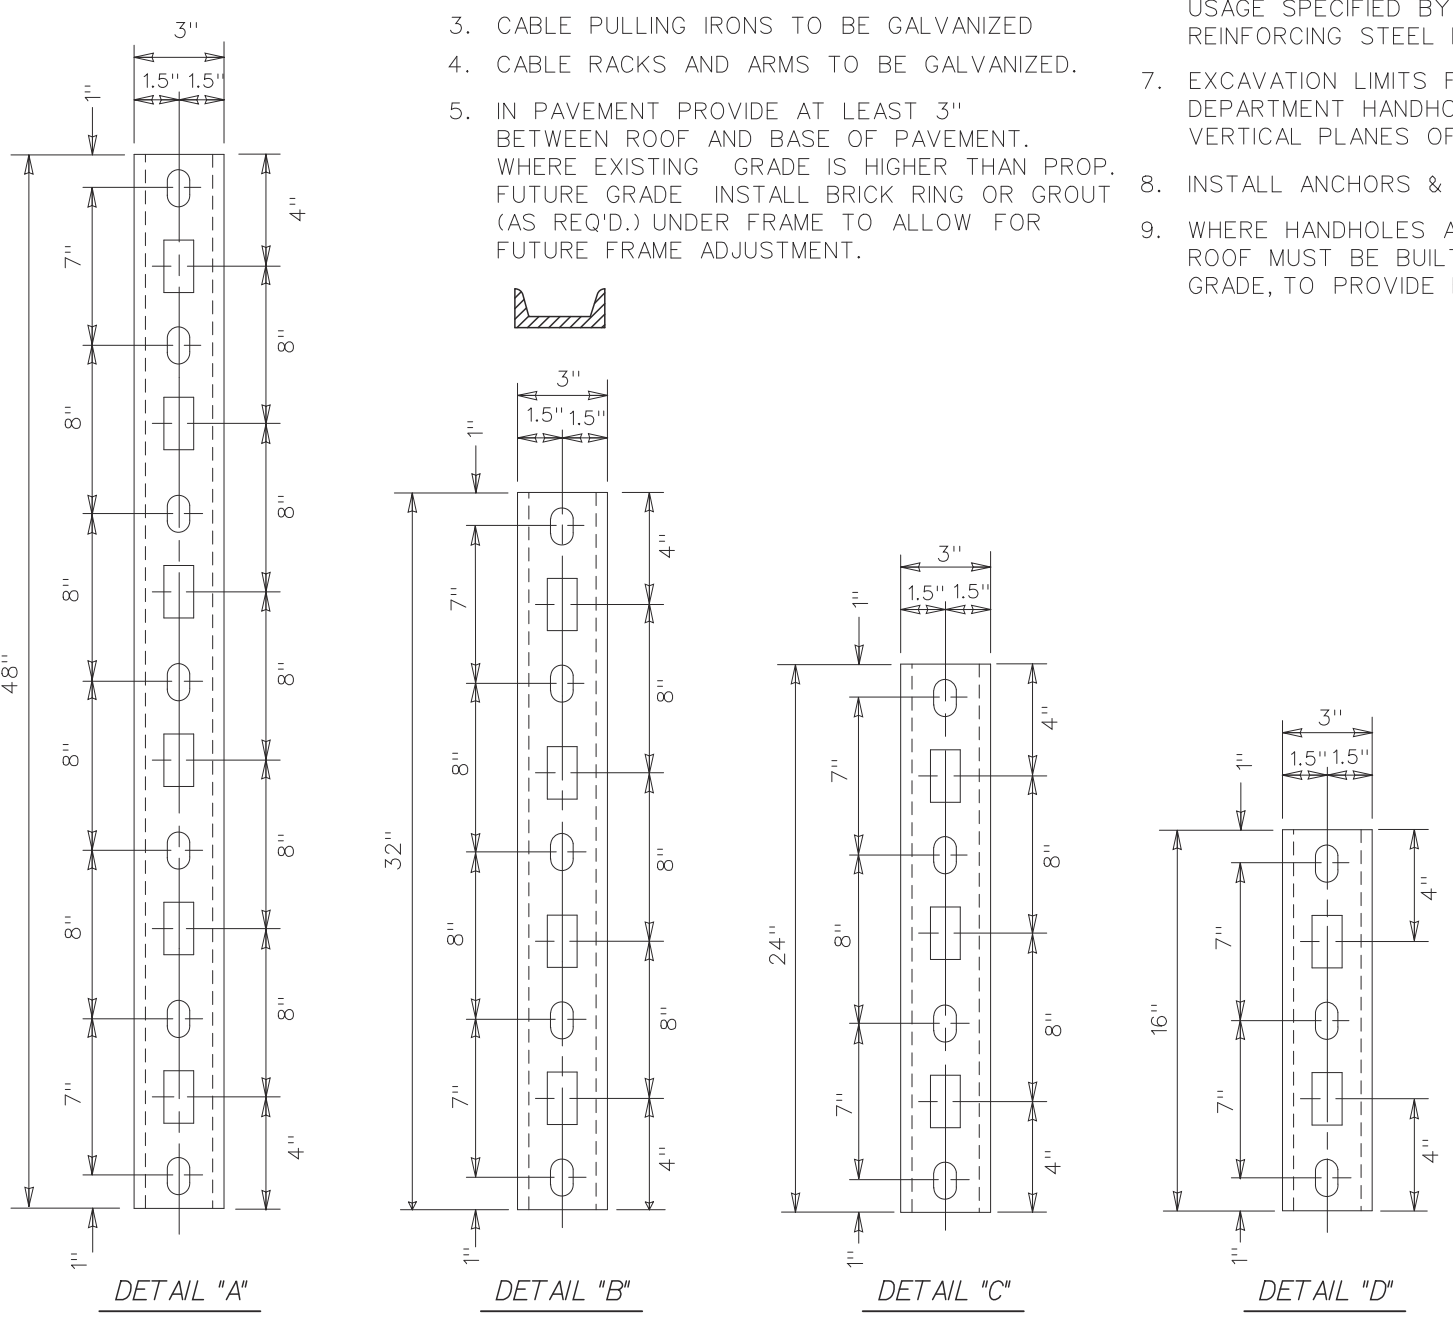 3. CABLE PULLING IRONS TO BE GALVANIZED
4. CABLE RACKS AND ARMS TO BE GALVANIZED.
5. IN PAVEMENT PROVIDE AT LEAST 3"
BETWEEN ROOF AND BASE OF PAVEMENT.
WHERE EXISTING GRADE IS HIGHER THAN PROP.
FUTURE GRADE INSTALL BRICK RING OR GROUT
(AS REQ'D.) UNDER FRAME TO ALLOW FOR
FUTURE FRAME ADJUSTMENT.
USAGE SPECIFIED BY
REINFORCING STEEL
7. EXCAVATION LIMITS
DEPARTMENT
VERTICAL PLANES
8. INSTALL ANCHORS &
9. WHERE HANDHOLES
ROOF MUST BE
GRADE, TO PROVIDE
3"
1.5" 1.5"
1"
48"
7"
8"
8"
8"
8"
7"
1"
4"
8"
8"
8"
8"
8"
4"
DETAIL "A"
3"
1.5" 1.5"
1"
32"
7"
8"
8"
7"
1"
4"
8"
8"
8"
4"
DETAIL "B"
3"
1.5" 1.5"
1"
24"
7"
8"
7"
1"
4"
8"
8"
4"
DETAIL "C"
3"
1.5" 1.5"
1"
16"
7"
7"
1"
4"
4"
DETAIL "D"